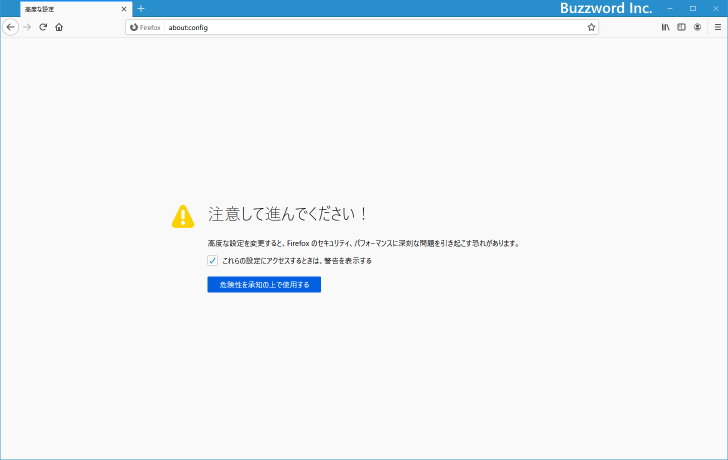 高度な設定
Buzzword Inc.
Firefox about:config
注意して進んでください！
高度な設定を変更すると、Firefox のセキュリティ、パフォーマンスに深刻な問題を引き起こす恐れがあります。
これらの設定にアクセスするときは、警告を表示する
危険性を承知の上で使用する